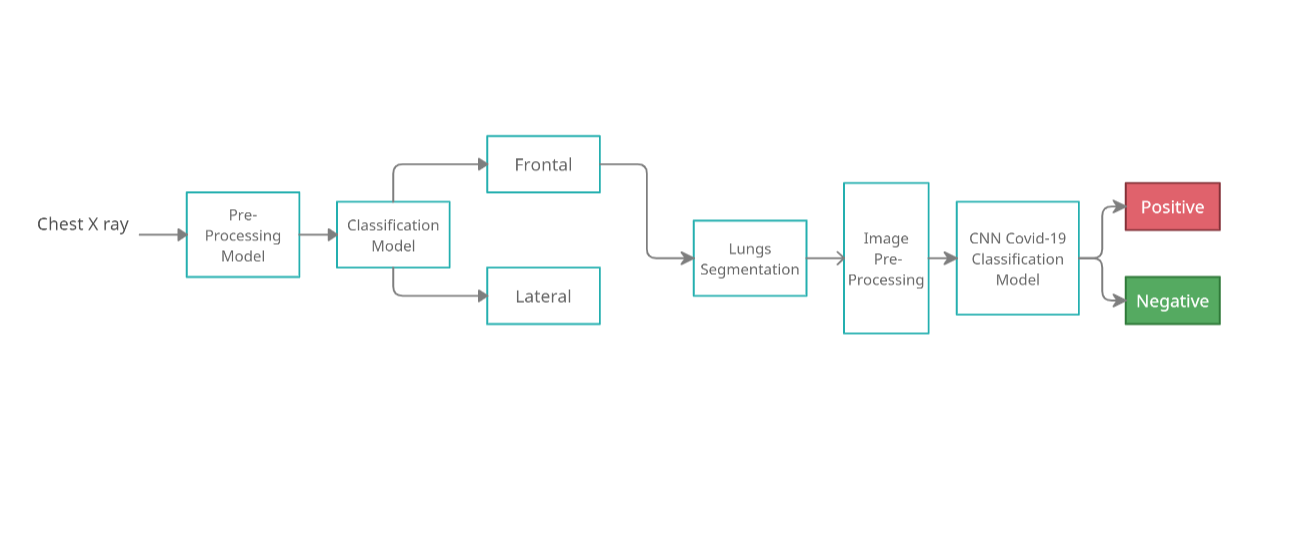 Chest X ray
Pre-
Processing
Model
Classification
Model
Frontal
Lateral
Lungs
Segmentation
Image
Pre-
Processing
CNN Covid-19
Classification
Model
Positive
Negative